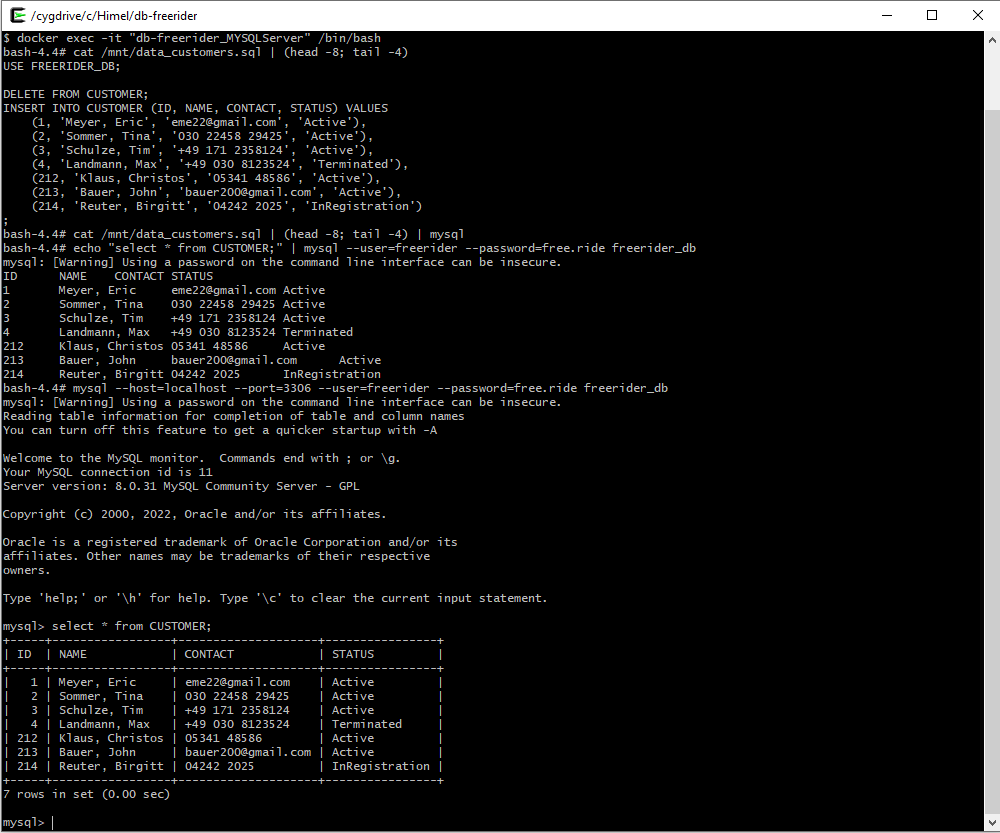 /cygdrive/c/Himel/db-freerider
$ docker exec -it "db-freerider_MYSQLServer" /bin/bash
bash-4.4# cat /mnt/data_customers.sql | (head -8; tail -4)
USE FREERIDER_DB;

DELETE FROM CUSTOMER;
INSERT INTO CUSTOMER (ID, NAME, CONTACT, STATUS) VALUES
    (1, 'Meyer, Eric', 'eme22@gmail.com', 'Active'),
    (2, 'Sommer, Tina', '030 22458 29425', 'Active'),
    (3, 'Schulze, Tim', '+49 171 2358124', 'Active'),
    (4, 'Landmann, Max', '+49 030 8123524', 'Terminated'),
    (212, 'Klaus, Christos', '05341 48586', 'Active'),
    (213, 'Bauer, John', 'bauer200@gmail.com', 'Active'),
    (214, 'Reuter, Birgitt', '04242 2025', 'InRegistration')
;
bash-4.4# cat /mnt/data_customers.sql | (head -8; tail -4) | mysql
bash-4.4# echo "select * from CUSTOMER;" | mysql --user=freerider --password=free.ride freerider_db
mysql: [Warning] Using a password on the command line interface can be insecure.
ID      NAME    CONTACT STATUS
1       Meyer, Eric     eme22@gmail.com Active
2       Sommer, Tina    030 22458 29425 Active
3       Schulze, Tim    +49 171 2358124 Active
4       Landmann, Max   +49 030 8123524 Terminated
212     Klaus, Christos 05341 48586     Active
213     Bauer, John     bauer200@gmail.com      Active
214     Reuter, Birgitt 04242 2025      InRegistration
bash-4.4# mysql --host=localhost --port=3306 --user=freerider --password=free.ride freerider_db
mysql: [Warning] Using a password on the command line interface can be insecure.
Reading table information for completion of table and column names
You can turn off this feature to get a quicker startup with -A

Welcome to the MySQL monitor.  Commands end with ; or \g.
Your MySQL connection id is 11
Server version: 8.0.31 MySQL Community Server - GPL

Copyright (c) 2000, 2022, Oracle and/or its affiliates.

Oracle is a registered trademark of Oracle Corporation and/or its
affiliates. Other names may be trademarks of their respective
owners.

Type 'help;' or '\h' for help. Type '\c' to clear the current input statement.

mysql> select * from CUSTOMER;
+-----+-----------------+--------------------+----------------+
| ID  | NAME            | CONTACT            | STATUS         |
+-----+-----------------+--------------------+----------------+
|   1 | Meyer, Eric     | eme22@gmail.com    | Active         |
|   2 | Sommer, Tina    | 030 22458 29425    | Active         |
|   3 | Schulze, Tim    | +49 171 2358124    | Active         |
|   4 | Landmann, Max   | +49 030 8123524    | Terminated     |
| 212 | Klaus, Christos | 05341 48586        | Active         |
| 213 | Bauer, John     | bauer200@gmail.com | Active         |
| 214 | Reuter, Birgitt | 04242 2025         | InRegistration |
+-----+-----------------+--------------------+----------------+
7 rows in set (0.00 sec)

mysql>